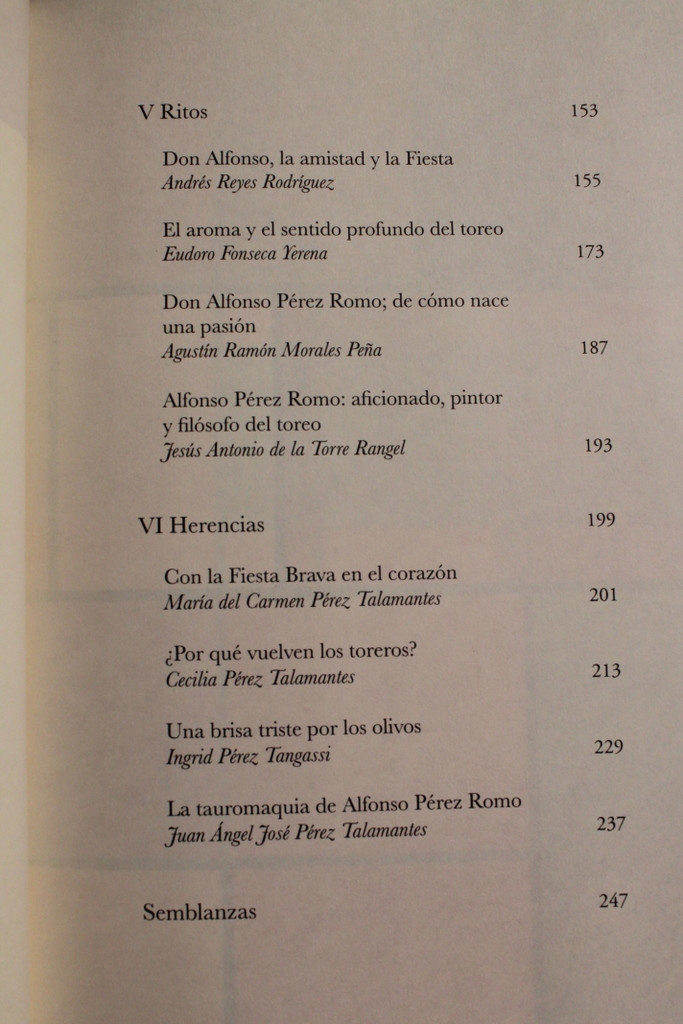 V Ritos 153
Don Alfonso, la amistad y la Fiesta
Andrés Reyes Rodríguez 155
El aroma y el sentido profundo del toreo
Eudoro Fonseca Yerena 173
Don Alfonso Pérez Romo; de cómo nace
una pasión
Agustín Ramón Morales Peña 187
Alfonso Pérez Romo: aficionado, pintor
y filósofo del toreo
Jesús Antonio de la Torre Rangel 193
VI Herencias 199
Con la Fiesta Brava en el corazón
María del Carmen Pérez Talamantes 201
¿Por qué vuelven los toreros?
Cecilia Pérez Talamantes 213
Una brisa triste por los olivos
Ingrid Pérez Tangassi 229
La tauromaquia de Alfonso Pérez Romo
Juan Ángel José Pérez Talamantes 237
Semblanzas 247